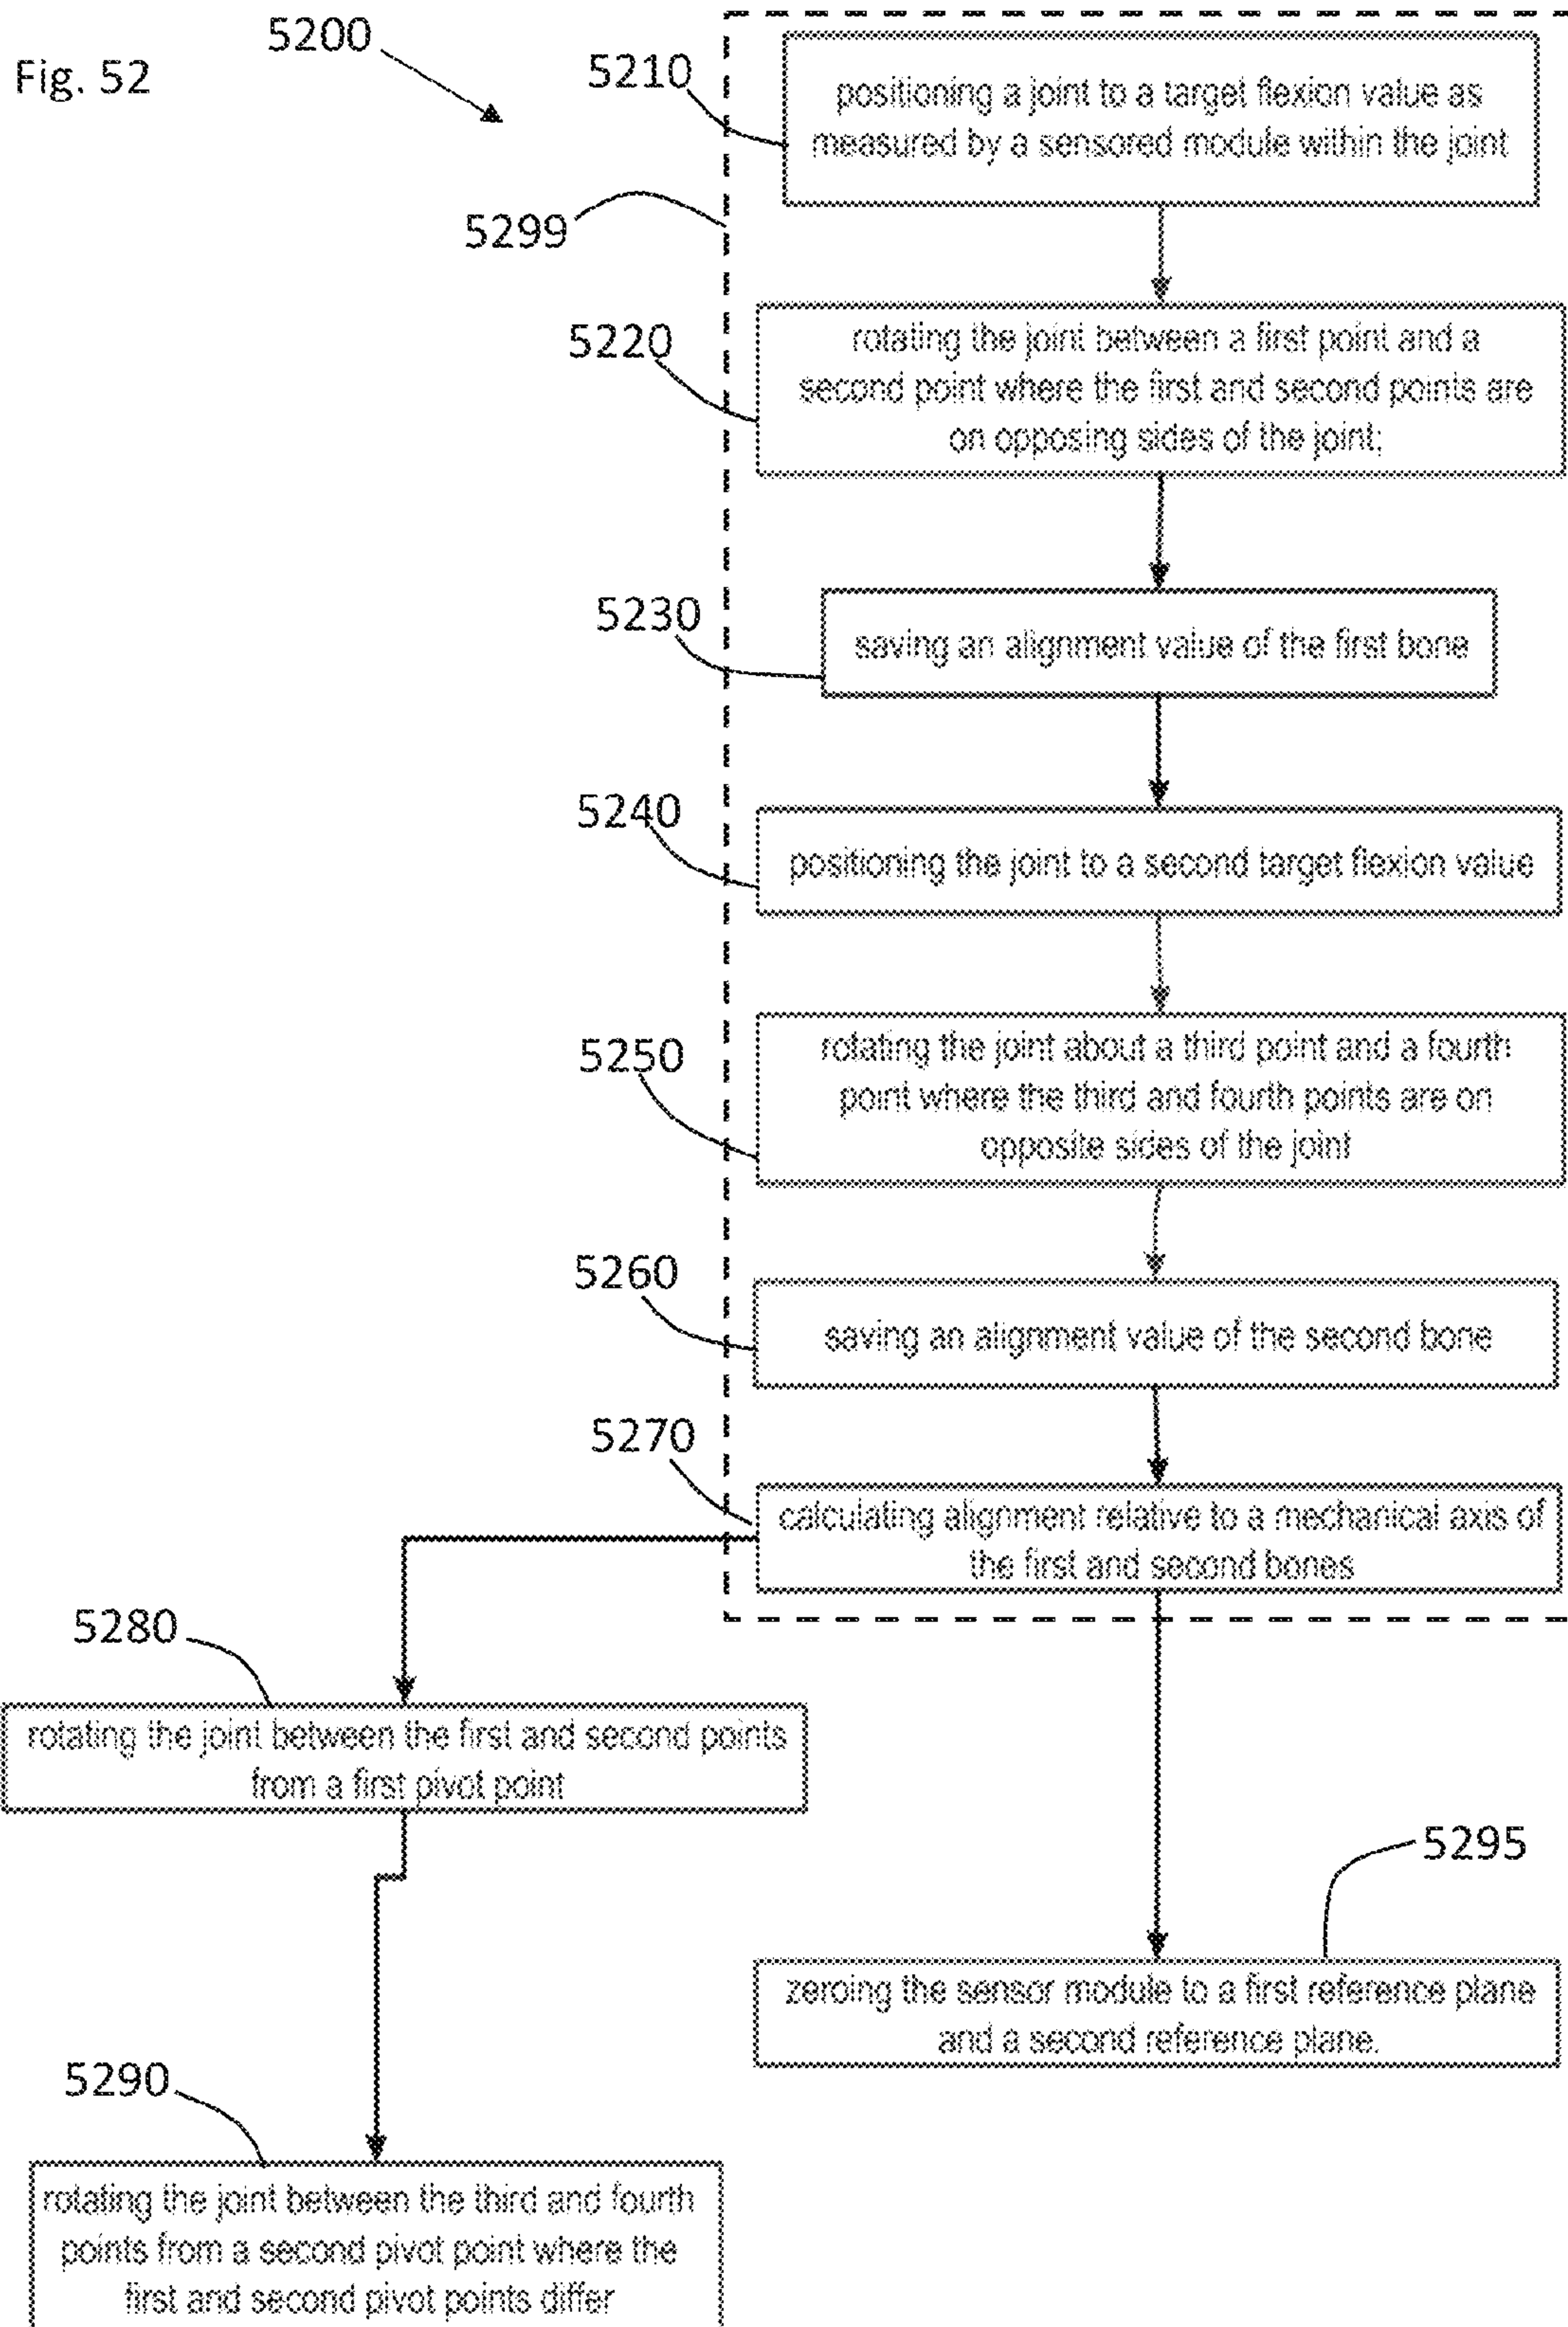 Fig. 52
5200
5210
positioning a joint to a target flexion value as
measured by a sensored module within the joint
5299
5220
rotating the joint between a first point and a
second point where the first and second points are
on opposing sides of the joint;
5230
saving an alignment value of the first bone
5240
positioning the joint to a second target flexion value
5250
rotating the joint about a third point and a fourth
point where the third and fourth points are on
opposite sides of the joint
5260
saving an alignment value of the second bone
5270
calculating alignment relative to a mechanical axis of
the first and second bones
5280
rotating the joint between the first and second points
from a first pivot point
5295
zeroing the sensor module to a first reference plane
and a second reference plane.
5290
rotating the joint between the third and fourth
points from a second pivot point where the
first and second pivot points differ